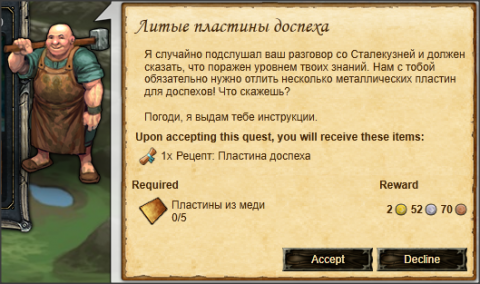 Литые пластины доспеха
Я случайно подслушал ваш разговор со Сталекузней и должен
сказать, что поражен уровнем твоих знаний. Нам с тобой
обязательно нужно отлить несколько металлических пластин
для доспехов! Что скажешь?
Погоди, я выдам тебе инструкции.
Upon accepting this quest, you will receive these items:
1x Рецепт: Пластина доспеха
Required
Reward
Пластины из меди
0/5
2 52 70
Accept
Decline